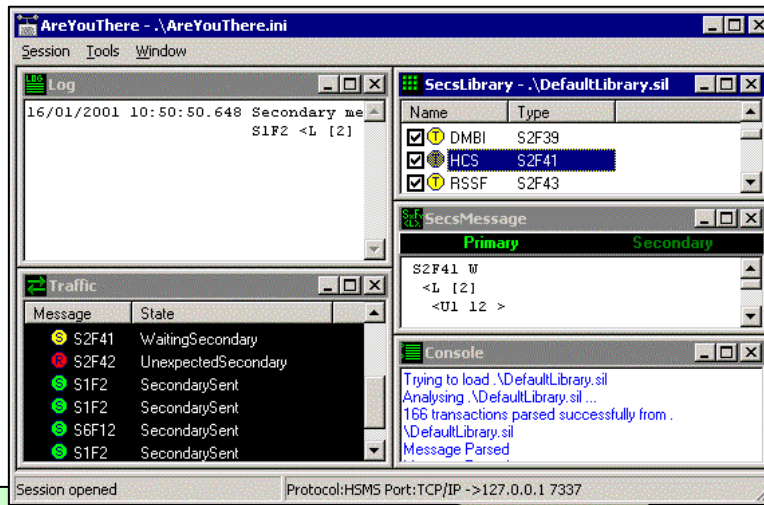 AreYouThere - .\AreYouThere.ini
Session Tools Window
Log
16/01/2001 10:50:50.648 Secondary me
S1F2 <L [2]
Traffic
Message State
S S2F41 WaitingSecondary
R S2F42 UnexpectedSecondary
S S1F2 SecondarySent
S S1F2 SecondarySent
S S6F12 SecondarySent
S S1F2 SecondarySent
SecsLibrary - .\DefaultLibrary.sil
Name Type
T DMBI S2F39
T HCS S2F41
T RSSF S2F43
SecsMessage
Primary Secondary
S2F41 W
<L [2]
<U1 12 >
Console
Trying to load .\DefaultLibrary.sil
Analysing .\DefaultLibrary.sil ...
166 transactions parsed successfully from .
\DefaultLibrary.sil
Message Parsed
Session opened
Protocol:HSMS Port:TCP/IP ->127.0.0.1 7337